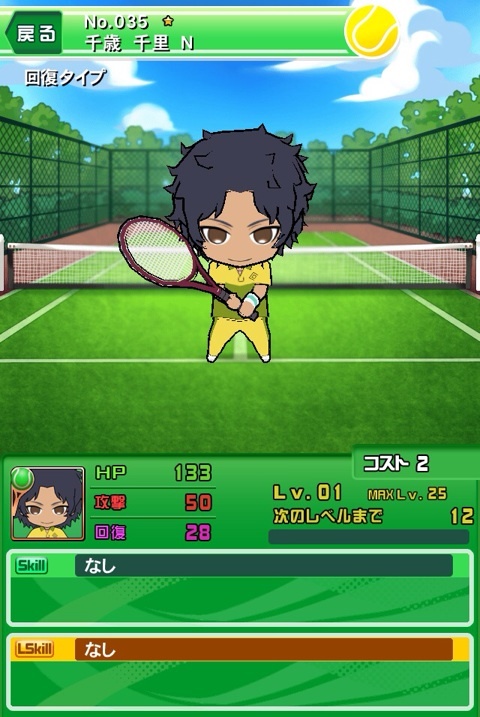 戻る
No.035
千歳 千里 N
回復タイプ
コスト 2
HP 133
攻撃 50
回復 28
Lv.01 MAX Lv.25
次のレベルまで 12
Skill なし
LSkill なし